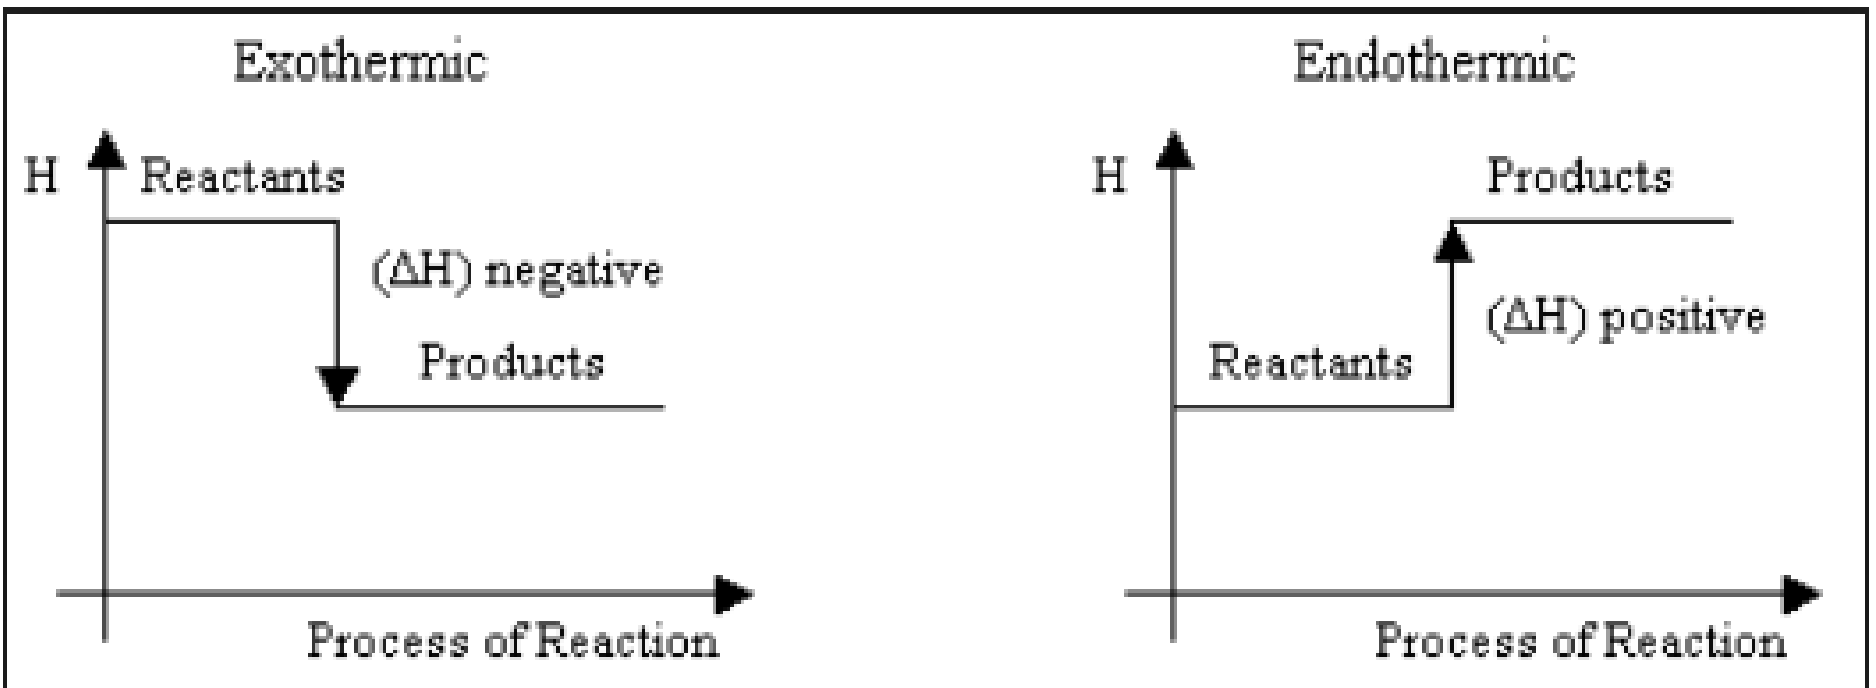 Exothermic
H
Reactants
(ΔH) negative
Products
Process of Reaction
Endothermic
H
Products
(ΔH) positive
Reactants
Process of Reaction